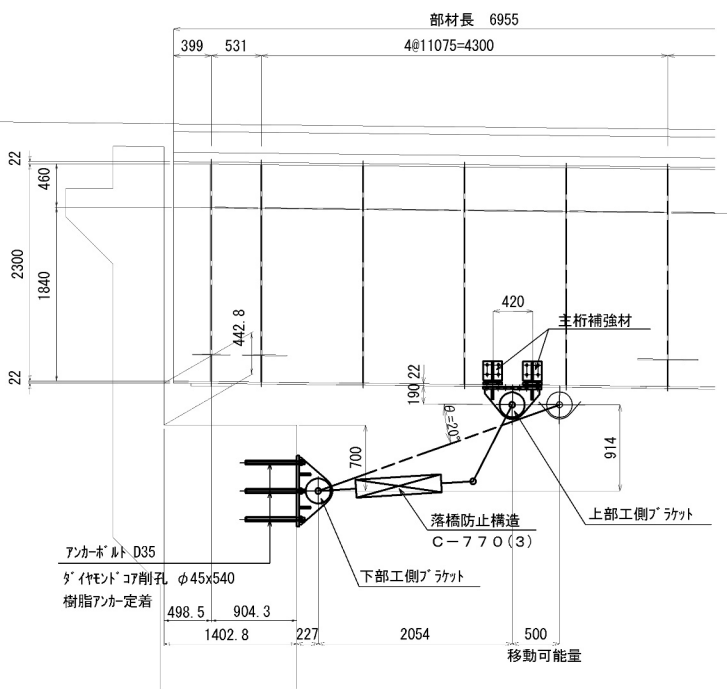 部材長 6955
399
531
4@11075=4300
22
460
2300
1840
22
442.8
420
主桁補強材
190
22
θ=20°
914
700
落橋防止構造
C-770(3)
上部工側ブラケット
アンカーボルト D35
ダイヤモンドコア削孔 φ45x540
樹脂アンカー定着
下部工側ブラケット
498.5
904.3
1402.8
227
2054
500
移動可能量